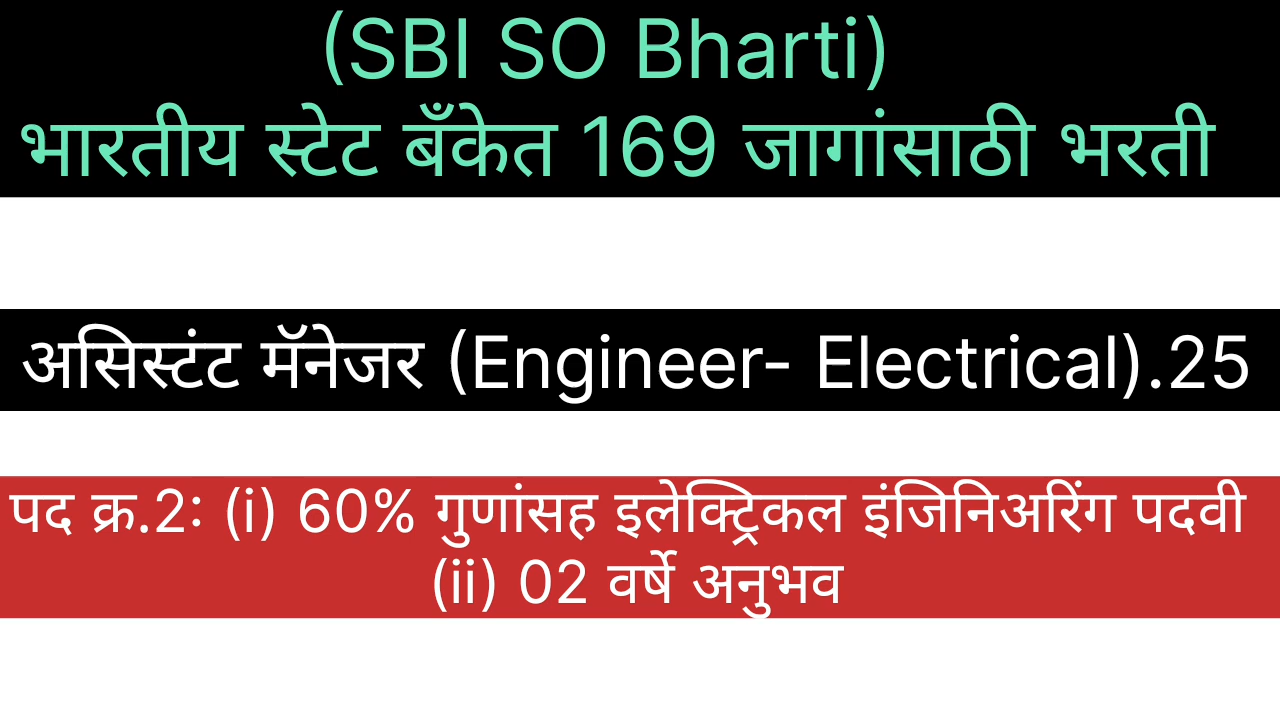 (SBI SO Bharti)
भारतीय स्टेट बँकेत 169 जागांसाठी भरती
असिस्टंट मॅनेजर (Engineer- Electrical).25
पद क्र.2: (i) 60% गुणांसह इलेक्ट्रिकल इंजिनिअरिंग पदवी
(ii) 02 वर्षे अनुभव